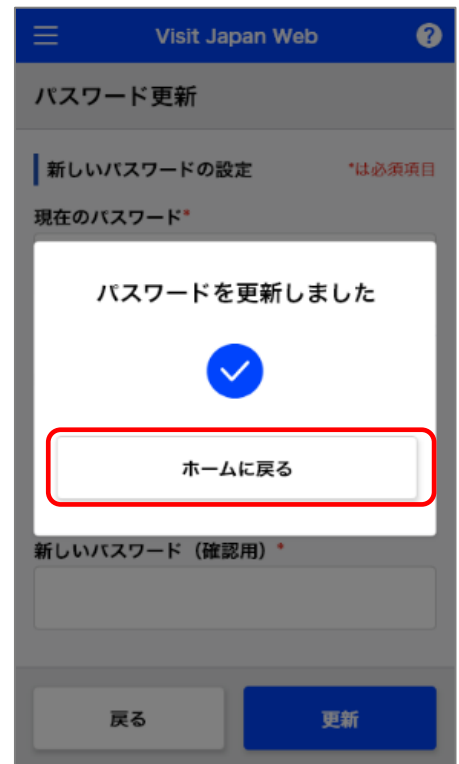 Visit Japan Web ?
パスワード更新
新しいパスワードの設定 *は必須項目
現在のパスワード*
パスワードを更新しました
ホームに戻る
新しいパスワード（確認用）*
戻る 更新